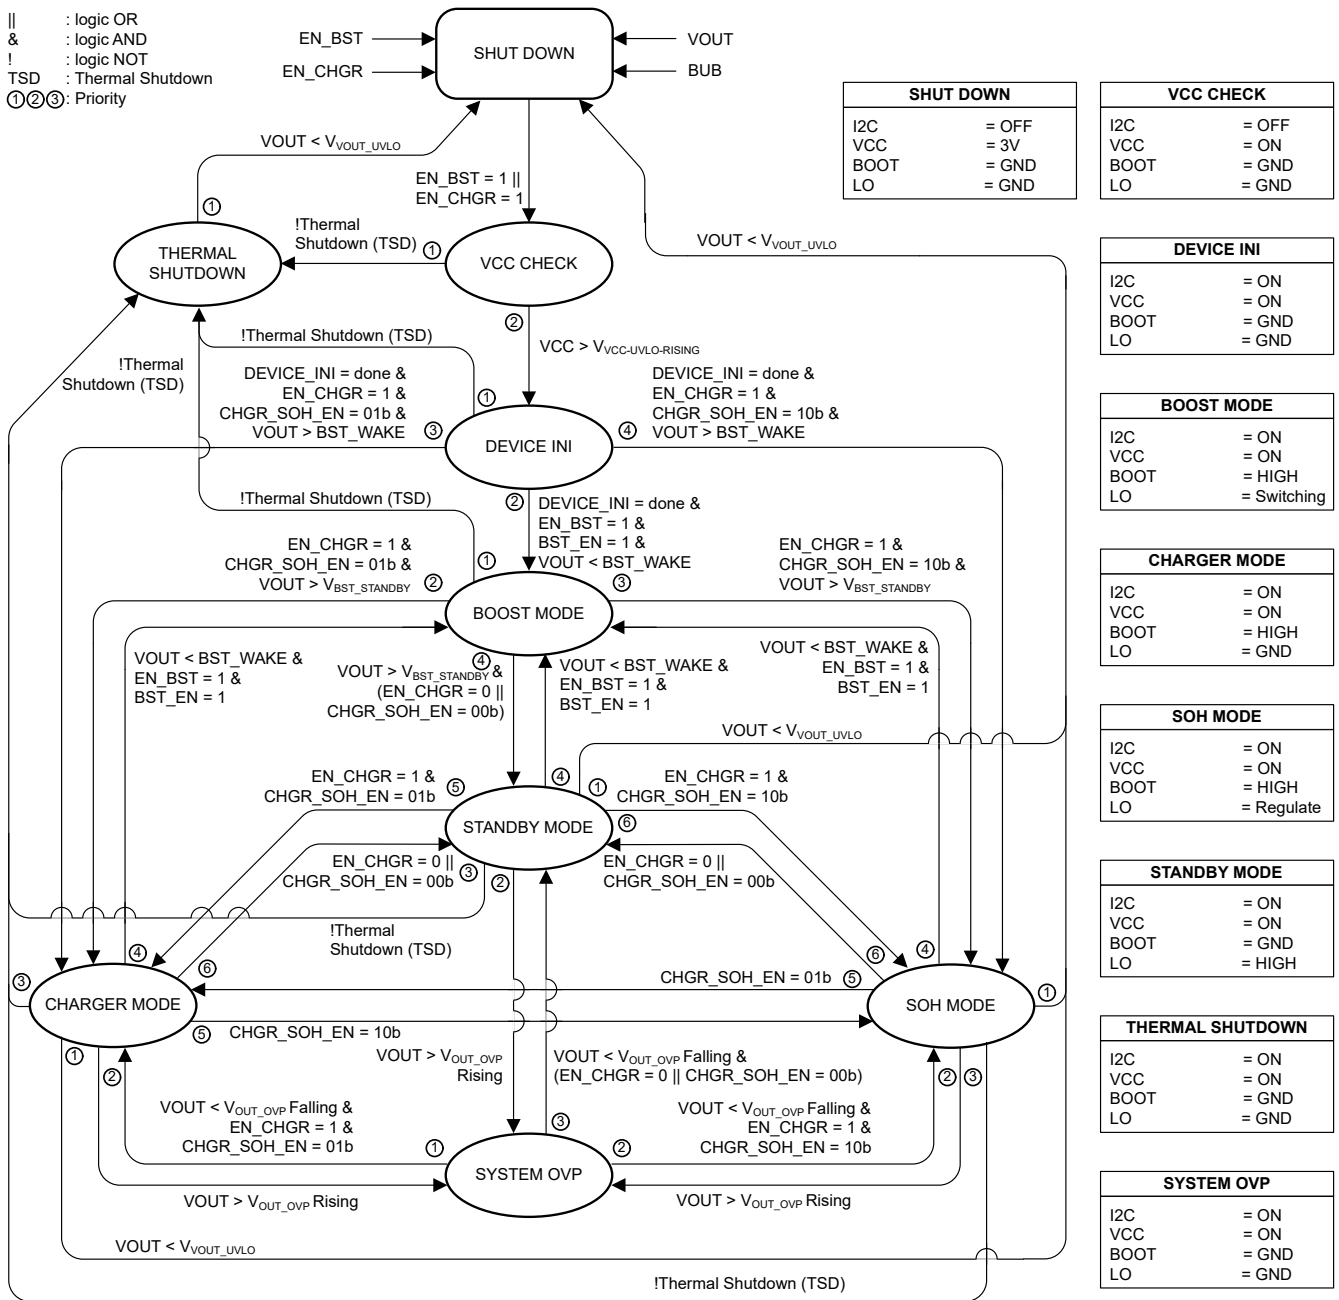 || : logic OR
& : logic AND
! : logic NOT
TSD : Thermal Shutdown
①②③: Priority
EN_BST
EN_CHGR
SHUT DOWN
VOUT
BUB
VOUT < VVOUT_UVLO
EN_BST = 1 ||
EN_CHGR = 1
①
THERMAL
SHUTDOWN
!Thermal
Shutdown (TSD)
①
VCC CHECK
VOUT < VVOUT_UVLO
②
VCC > VVCC-UVLO-RISING
!Thermal
Shutdown (TSD)
!Thermal Shutdown (TSD)
①
DEVICE_INI = done &
EN_CHGR = 1 &
CHGR_SOH_EN = 01b &
VOUT > BST_WAKE
③
DEVICE INI
④
DEVICE_INI = done &
EN_CHGR = 1 &
CHGR_SOH_EN = 10b &
VOUT > BST_WAKE
②
DEVICE_INI = done &
EN_BST = 1 &
BST_EN = 1 &
VOUT < BST_WAKE
!Thermal Shutdown (TSD)
①
EN_CHGR = 1 &
CHGR_SOH_EN = 01b &
VOUT > VBST_STANDBY
②
BOOST MODE
③
EN_CHGR = 1 &
CHGR_SOH_EN = 10b &
VOUT > VBST_STANDBY
VOUT < BST_WAKE &
EN_BST = 1 &
BST_EN = 1
④
VOUT > VBST_STANDBY &
(EN_CHGR = 0 ||
CHGR_SOH_EN = 00b)
VOUT < BST_WAKE &
EN_BST = 1 &
BST_EN = 1
VOUT < BST_WAKE &
EN_BST = 1 &
BST_EN = 1
VOUT < VVOUT_UVLO
EN_CHGR = 1 &
CHGR_SOH_EN = 01b
⑤
④
①
EN_CHGR = 1 &
CHGR_SOH_EN = 10b
⑥
STANDBY MODE
EN_CHGR = 0 ||
CHGR_SOH_EN = 00b
③
②
EN_CHGR = 0 ||
CHGR_SOH_EN = 00b
!Thermal
Shutdown (TSD)
③
④
⑥
CHARGER MODE
①
②
⑤
CHGR_SOH_EN = 01b
CHGR_SOH_EN = 10b
⑥
④
⑤
SOH MODE
①
②
③
VOUT > VOUT_OVP
Rising
VOUT < VOUT_OVP Falling &
(EN_CHGR = 0 || CHGR_SOH_EN = 00b)
VOUT < VOUT_OVP Falling &
EN_CHGR = 1 &
CHGR_SOH_EN = 01b
①
③
②
VOUT < VOUT_OVP Falling &
EN_CHGR = 1 &
CHGR_SOH_EN = 10b
SYSTEM OVP
VOUT > VOUT_OVP Rising
VOUT > VOUT_OVP Rising
VOUT < VVOUT_UVLO
!Thermal Shutdown (TSD)
SHUT DOWN
I2C = OFF
VCC = 3V
BOOT = GND
LO = GND
VCC CHECK
I2C = OFF
VCC = ON
BOOT = GND
LO = GND
DEVICE INI
I2C = ON
VCC = ON
BOOT = GND
LO = GND
BOOST MODE
I2C = ON
VCC = ON
BOOT = HIGH
LO = Switching
CHARGER MODE
I2C = ON
VCC = ON
BOOT = HIGH
LO = GND
SOH MODE
I2C = ON
VCC = ON
BOOT = HIGH
LO = Regulate
STANDBY MODE
I2C = ON
VCC = ON
BOOT = GND
LO = HIGH
THERMAL SHUTDOWN
I2C = ON
VCC = ON
BOOT = GND
LO = GND
SYSTEM OVP
I2C = ON
VCC = ON
BOOT = GND
LO = GND